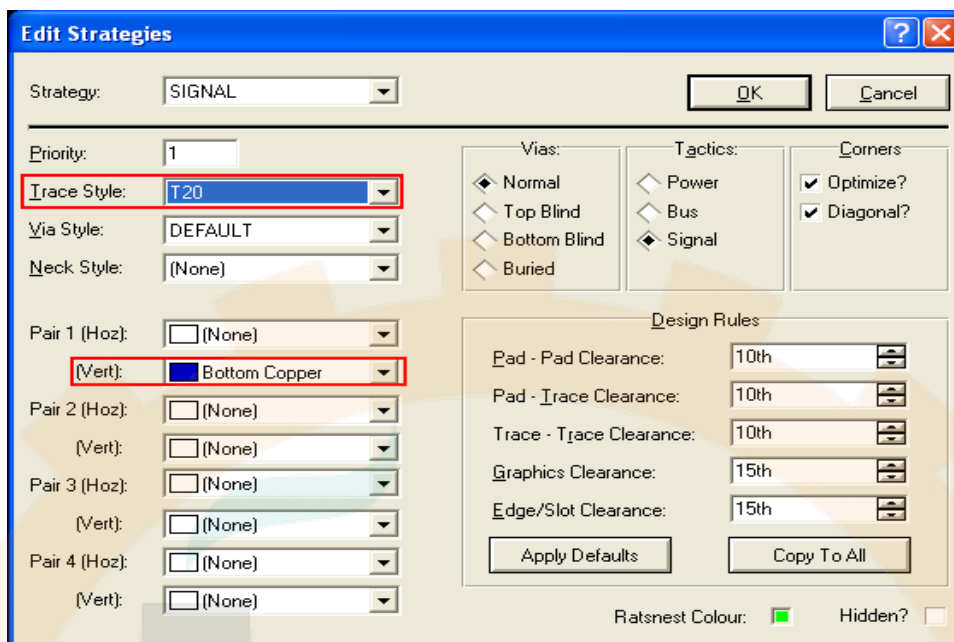 Edit Strategies
?
Strategy: SIGNAL
OK
Cancel
Priority: 1
Trace Style: T20
Via Style: DEFAULT
Neck Style: (None)
Vias:
Normal
Top Blind
Bottom Blind
Buried
Tactics:
Power
Bus
Signal
Corners
Optimize?
Diagonal?
Pair 1 (Hoz): (None)
(Vert): Bottom Copper
Pair 2 (Hoz): (None)
(Vert): (None)
Pair 3 (Hoz): (None)
(Vert): (None)
Pair 4 (Hoz): (None)
(Vert): (None)
Design Rules
Pad - Pad Clearance: 10th
Pad - Trace Clearance: 10th
Trace - Trace Clearance: 10th
Graphics Clearance: 15th
Edge/Slot Clearance: 15th
Apply Defaults
Copy To All
Ratsnest Colour:
Hidden?